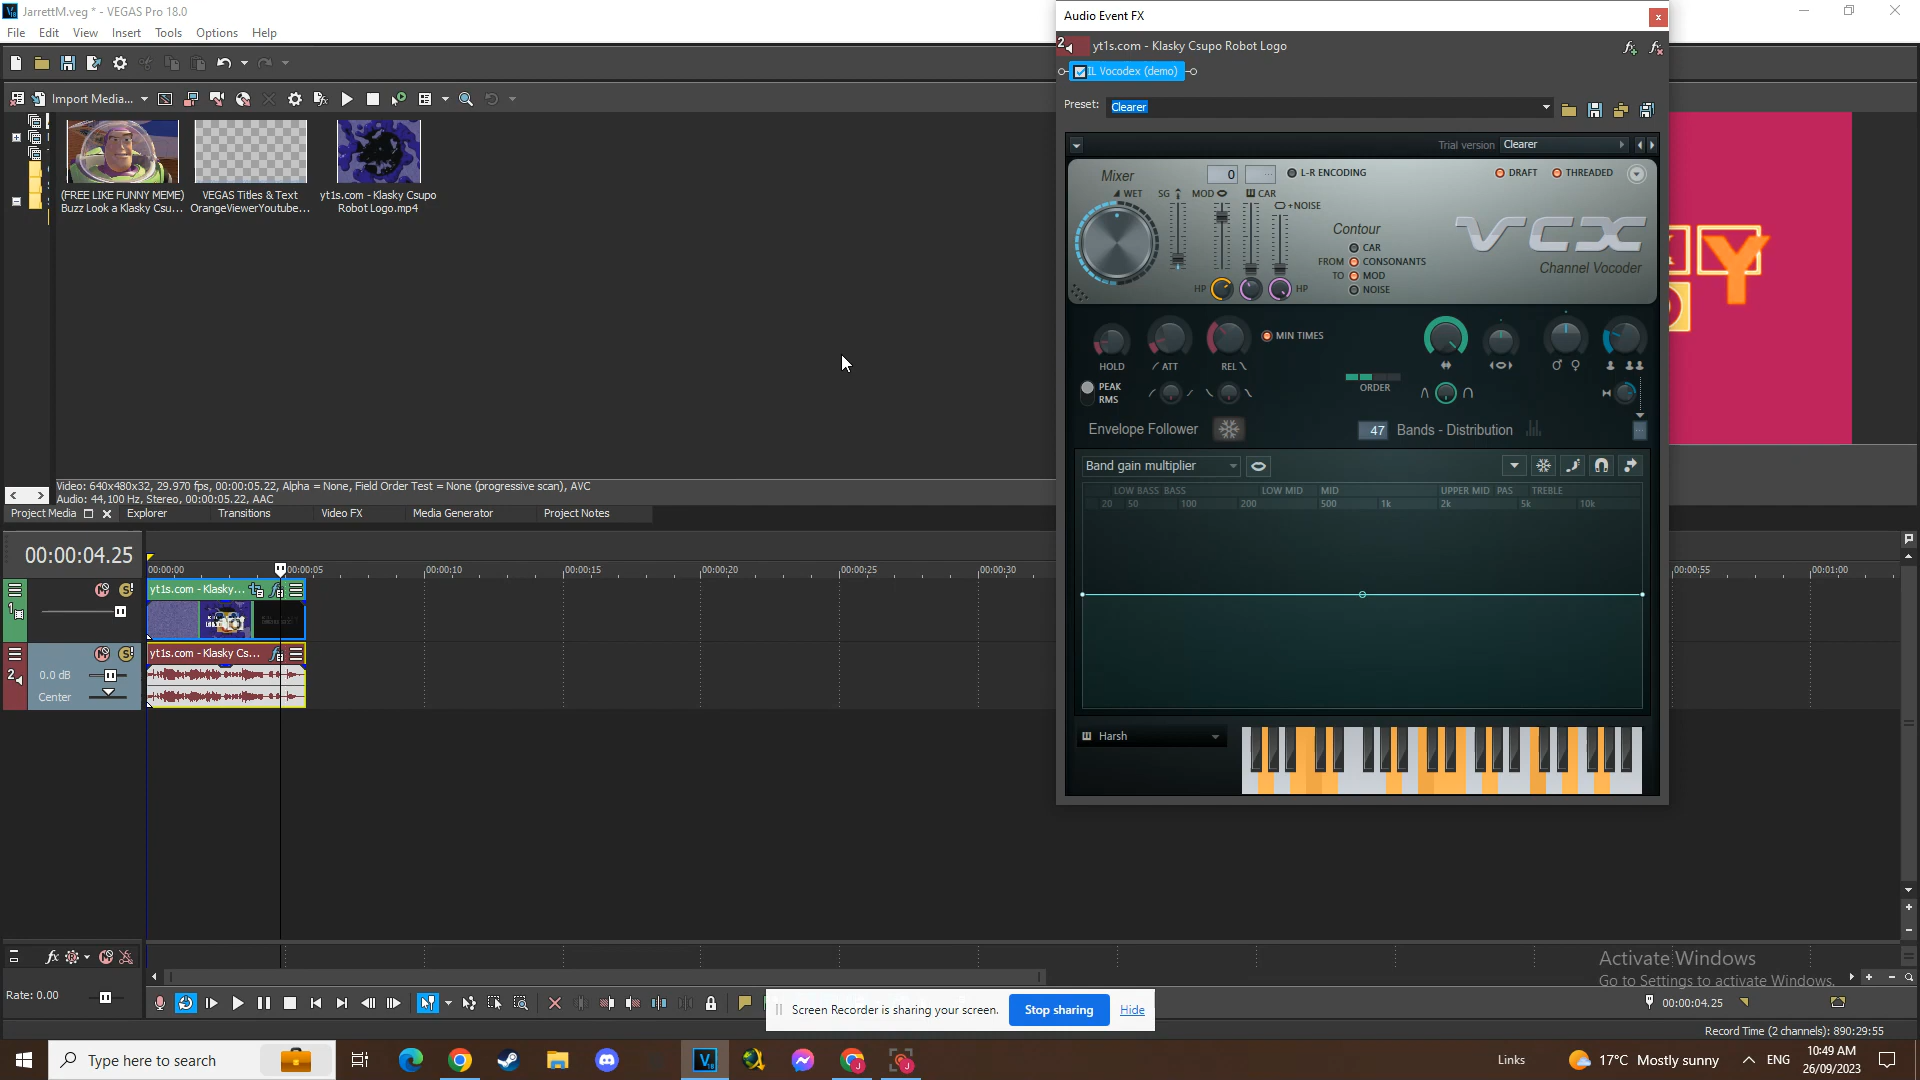 JarrettM.veg * - VEGAS Pro 18.0
File Edit View Insert Tools Options Help
Import Media...
(FREE LIKE FUNNY MEME)
Buzz Look a Klasky Csu...
VEGAS Titles & Text
OrangeViewerYoutube...
yt1s.com - Klasky Csupo
Robot Logo.mp4
Video: 640x480x32, 29.970 fps, 00:00:05.22, Alpha = None, Field Order Test = None (progressive scan), AVC
Audio: 44,100 Hz, Stereo, 00:00:05.22, AAC
Project Media Explorer Transitions Video FX Media Generator Project Notes
Audio Event FX
2 yt1s.com - Klasky Csupo Robot Logo
IL Vocodex (demo)
Preset: Clearer
Trial version Clearer
Mixer 0 L-R ENCODING DRAFT THREADED
WET SG MOD CAR
+NOISE
Contour
CAR
FROM CONSONANTS
TO MOD
NOISE
HP HP
VCX
Channel Vocoder
HOLD ATT REL MIN TIMES
PEAK
RMS
ORDER
Envelope Follower 47 Bands - Distribution
Band gain multiplier
LOW BASS BASS LOW MID MID UPPER MID PAS TREBLE
20 50 100 200 500 1k 2k 5k 10k
Harsh
Y
00:00:04.25
00:00:00 00:00:05 00:00:10 00:00:15 00:00:20 00:00:25 00:00:30 00:00:55 00:01:00
1 yt1s.com - Klasky...
2 yt1s.com - Klasky Cs...
0.0 dB
Center
Rate: 0.00
Activate Windows
Go to Settings to activate Windows.
00:00:04.25
Screen Recorder is sharing your screen. Stop sharing Hide
Record Time (2 channels): 890:29:55
Type here to search
Links 17°C Mostly sunny ENG
10:49 AM
26/09/2023